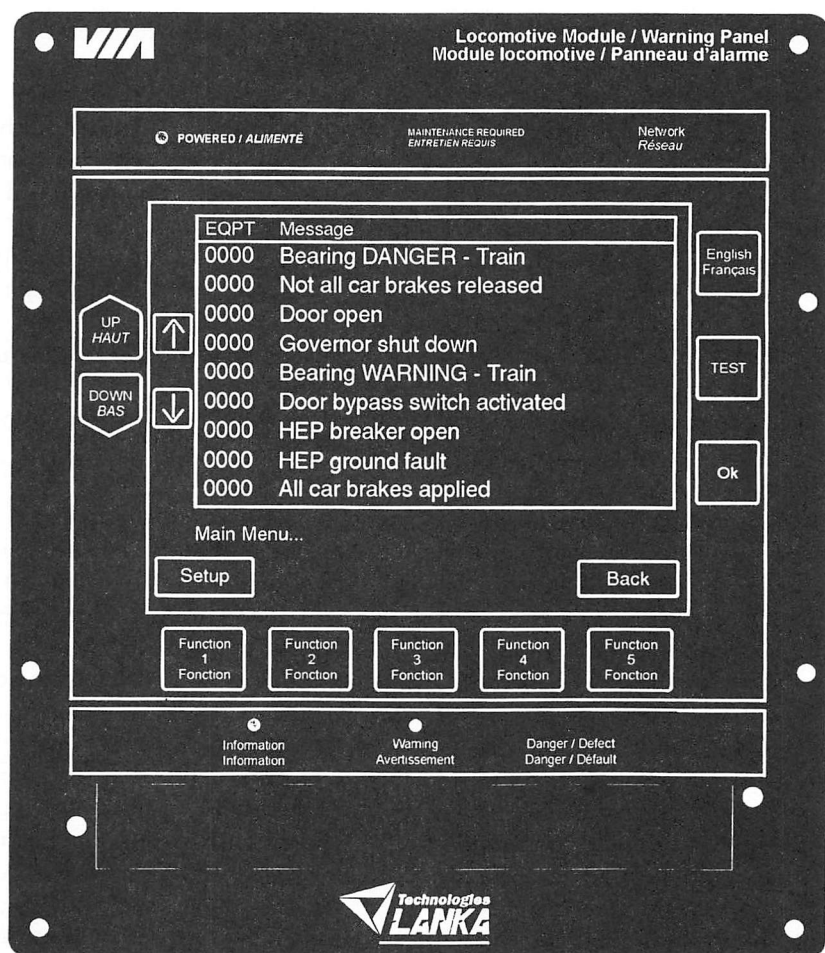 VIA
Locomotive Module / Warning Panel
Module locomotive / Panneau d'alarme
POWERED / ALIMENTÉ
MAINTENANCE REQUIRED
ENTRETIEN REQUIS
Network
Réseau
EQPT Message
0000 Bearing DANGER - Train
0000 Not all car brakes released
0000 Door open
0000 Governor shut down
0000 Bearing WARNING - Train
0000 Door bypass switch activated
0000 HEP breaker open
0000 HEP ground fault
0000 All car brakes applied
UP
HAUT
DOWN
BAS
English
Français
TEST
Ok
Main Menu...
Setup
Back
Function
1
Fonction
Function
2
Fonction
Function
3
Fonction
Function
4
Fonction
Function
5
Fonction
Information
Information
Warning
Avertissement
Danger / Defect
Danger / Défault
Technologies
LANKA